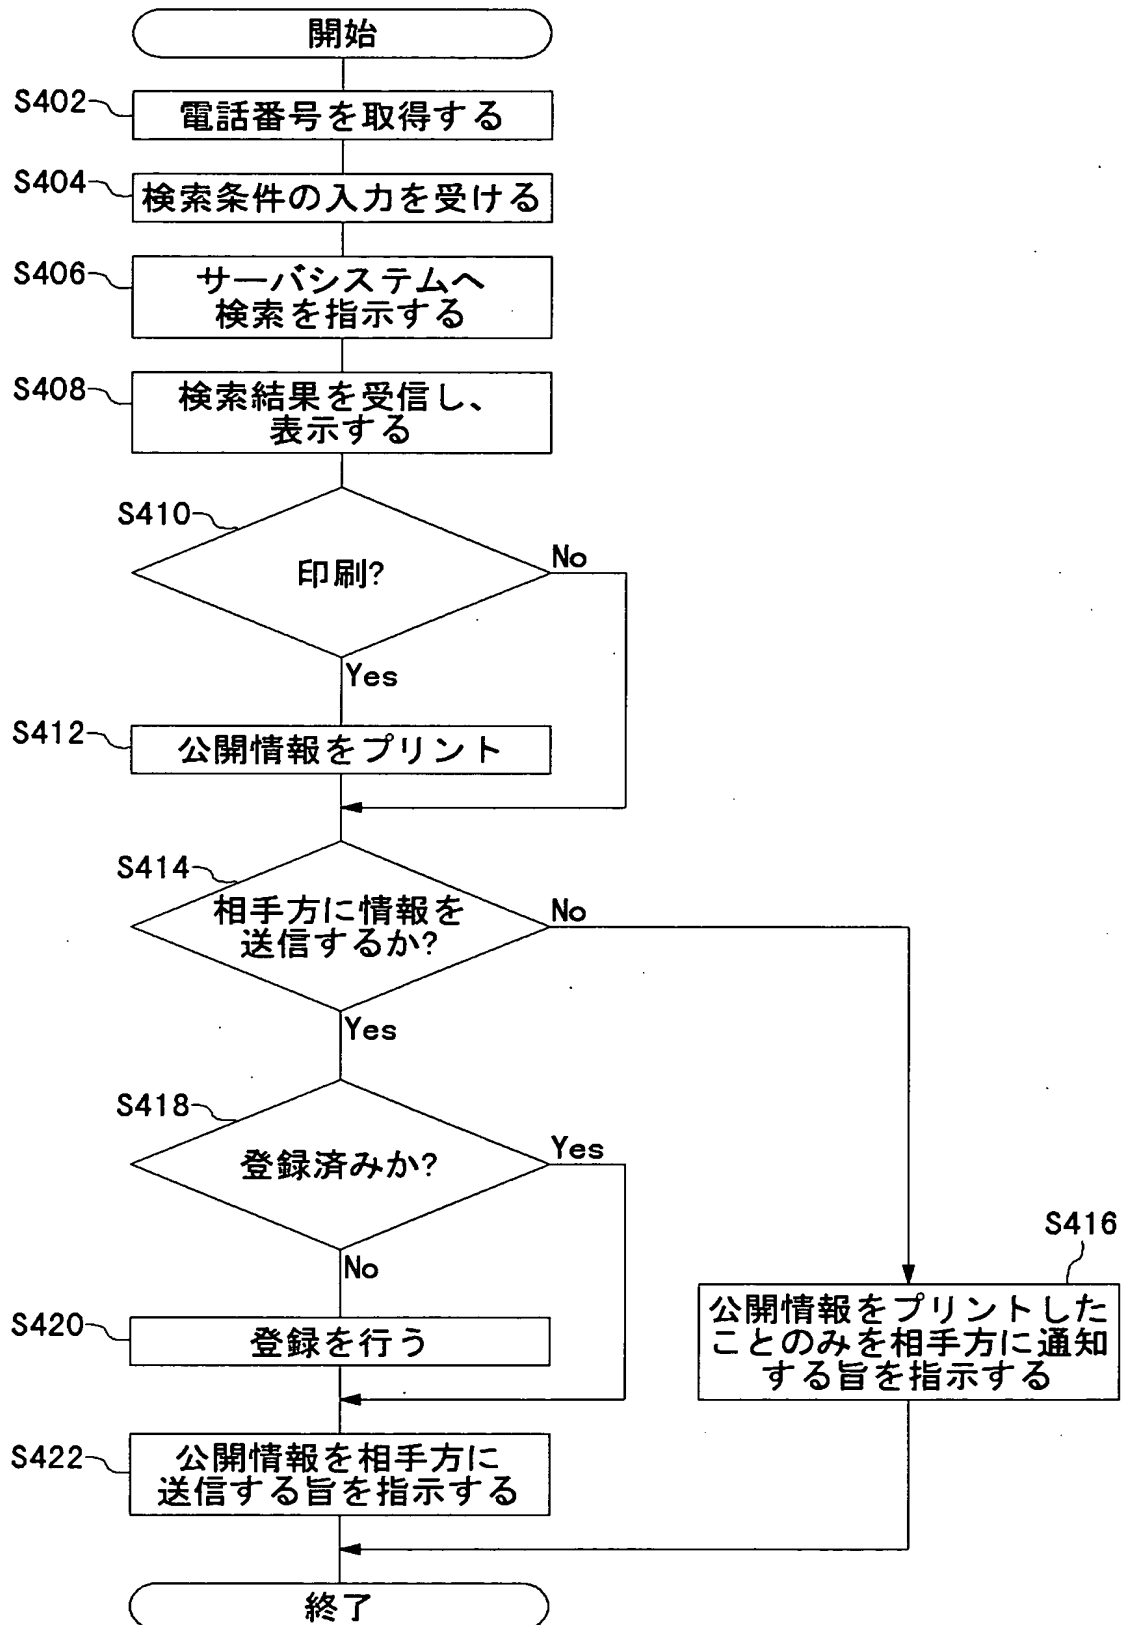 開始
S402
電話番号を取得する
S404
検索条件の入力を受ける
S406
サーバシステムへ
検索を指示する
S408
検索結果を受信し、
表示する
S410
印刷?
No
Yes
S412
公開情報をプリント
S414
相手方に情報を
送信するか?
No
Yes
S418
登録済みか?
Yes
No
S416
公開情報をプリントした
ことのみを相手方に通知
する旨を指示する
S420
登録を行う
S422
公開情報を相手方に
送信する旨を指示する
終了